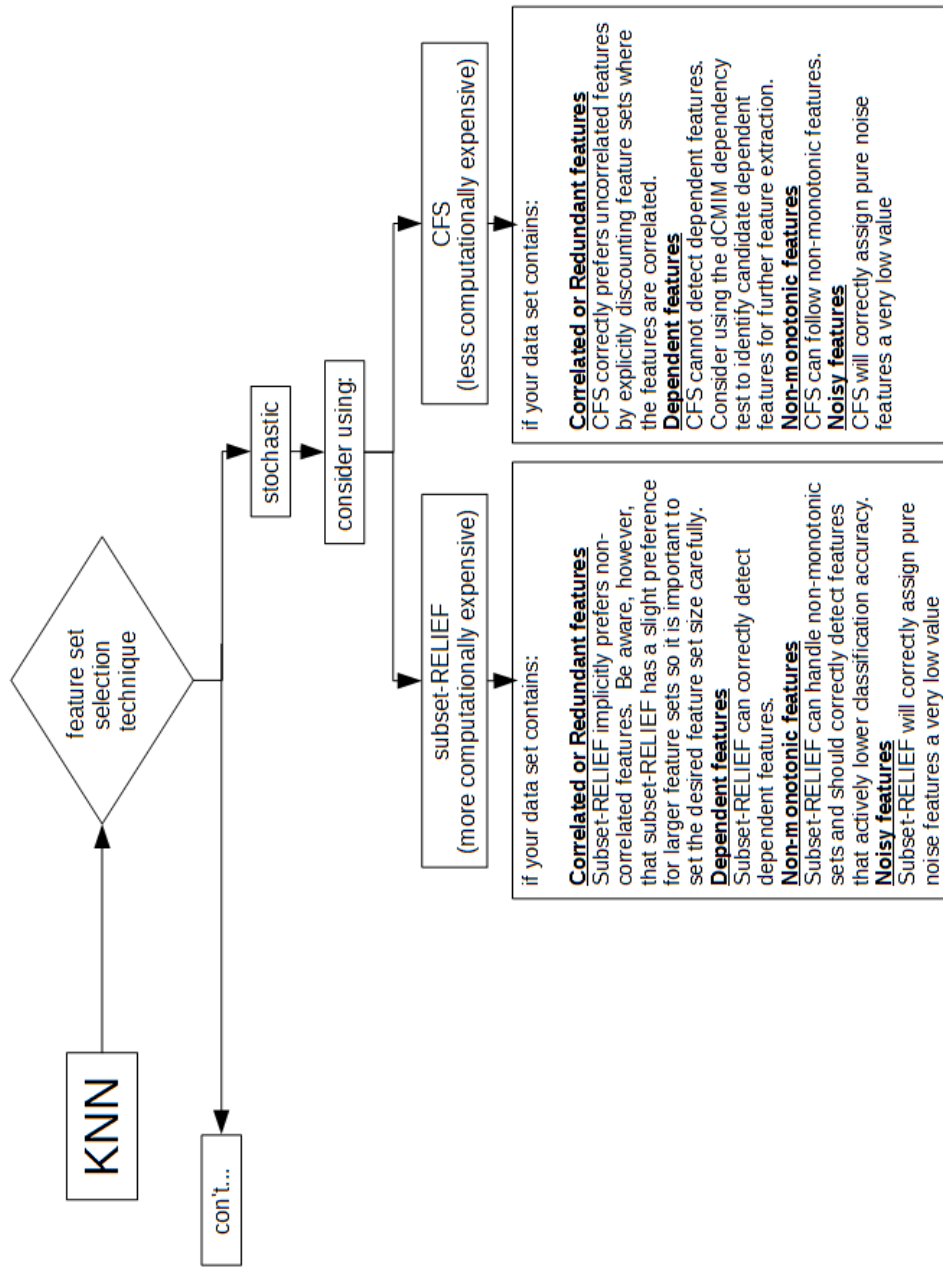 KNN
feature set
selection
technique
con't...
stochastic
consider using:
subset-RELIEF
(more computationally expensive)
if your data set contains:
Correlated or Redundant features
Subset-RELIEF implicitly prefers non-
correlated features. Be aware, however,
that subset-RELIEF has a slight preference
for larger feature sets so it is important to
set the desired feature set size carefully.
Dependent features
Subset-RELIEF can correctly detect
dependent features.
Non-monotonic features
Subset-RELIEF can handle non-monotonic
sets and should correctly detect features
that actively lower classification accuracy.
Noisy features
Subset-RELIEF will correctly assign pure
noise features a very low value
CFS
(less computationally expensive)
if your data set contains:
Correlated or Redundant features
CFS correctly prefers uncorrelated features
by explicitly discounting feature sets where
the features are correlated.
Dependent features
CFS cannot detect dependent features.
Consider using the dCMIM dependency
test to identify candidate dependent
features for further feature extraction.
Non-monotonic features
CFS can follow non-monotonic features.
Noisy features
CFS will correctly assign pure noise
features a very low value